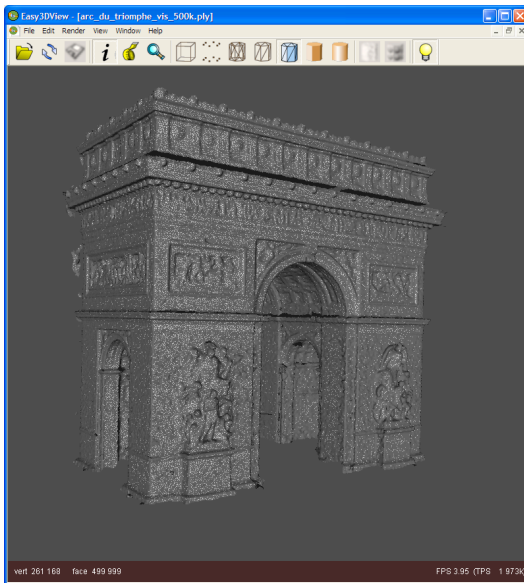 Easy3DView - [arc_du_triomphe_vis_500k.ply]
File Edit Render View Window Help
vert 261 168 face 499 999 FPS 3.95 (TPS 1 973k